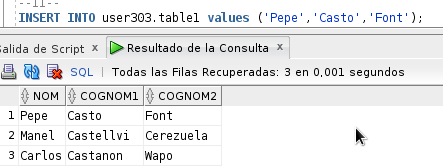 --11--
INSERT INTO user303.table1 values ('Pepe','Casto','Font');
Salida de Script x Resultado de la Consulta x
SQL | Todas las Filas Recuperadas: 3 en 0,001 segundos
NOM COGNOM1 COGNOM2
1 Pepe Casto Font
2 Manel Castellvi Cerezuela
3 Carlos Castanon Wapo